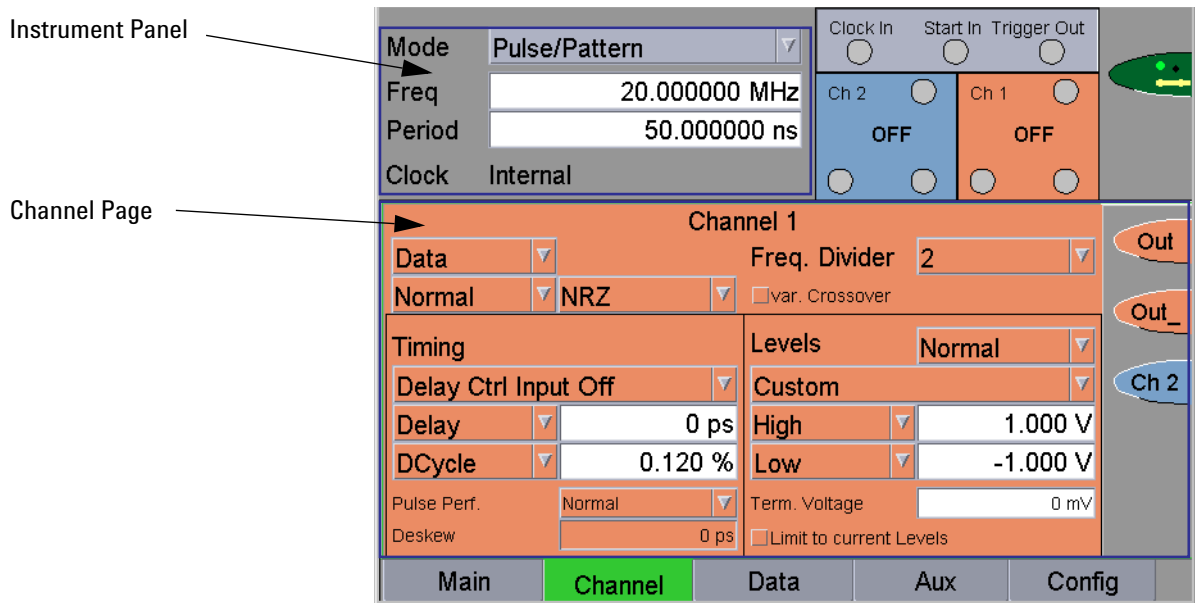 Instrument Panel
Mode Pulse/Pattern
Freq 20.000000 MHz
Period 50.000000 ns
Clock Internal
Clock In Start In Trigger Out
Ch 2 Ch 1
OFF OFF
Channel Page
Channel 1
Data Freq. Divider 2
Normal NRZ var. Crossover
Timing Levels Normal
Delay Ctrl Input Off Custom
Delay 0 ps High 1.000 V
DCycle 0.120 % Low -1.000 V
Pulse Perf. Normal Term. Voltage 0 mV
Deskew 0 ps Limit to current Levels
Out
Out_
Ch 2
Main Channel Data Aux Config